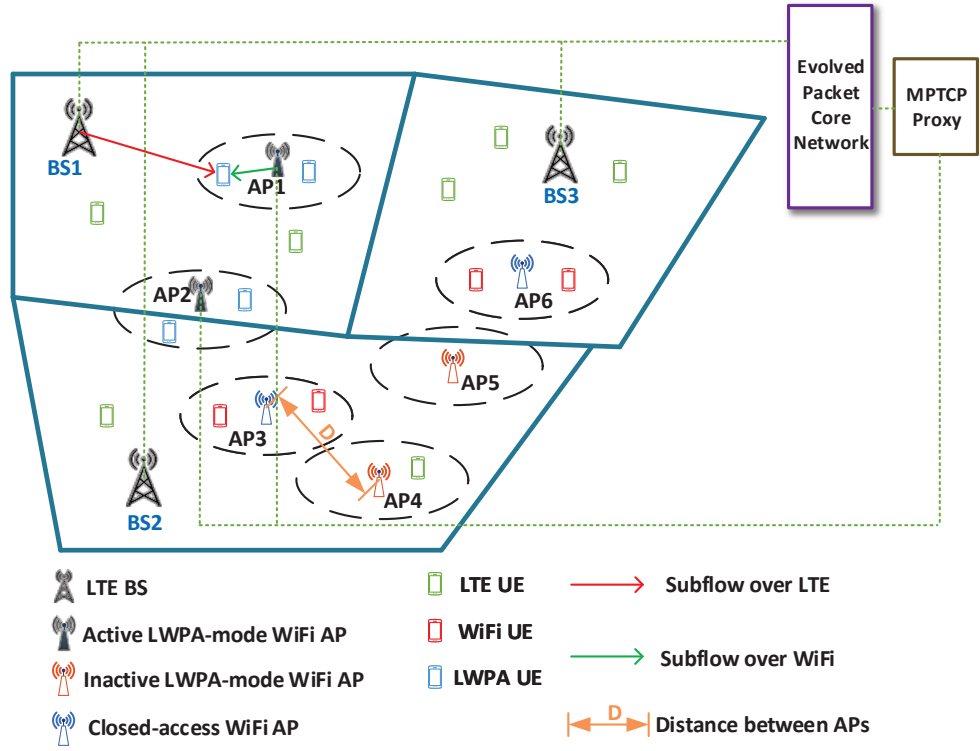 Evolved
Packet
Core
Network
MPTCP
Proxy
BS1
AP1
BS3
AP2
AP6
AP5
AP3
D
AP4
BS2
LTE BS
LTE UE
Subflow over LTE
Active LWPA-mode WiFi AP
WiFi UE
Inactive LWPA-mode WiFi AP
LWPA UE
Subflow over WiFi
Closed-access WiFi AP
D
Distance between APs